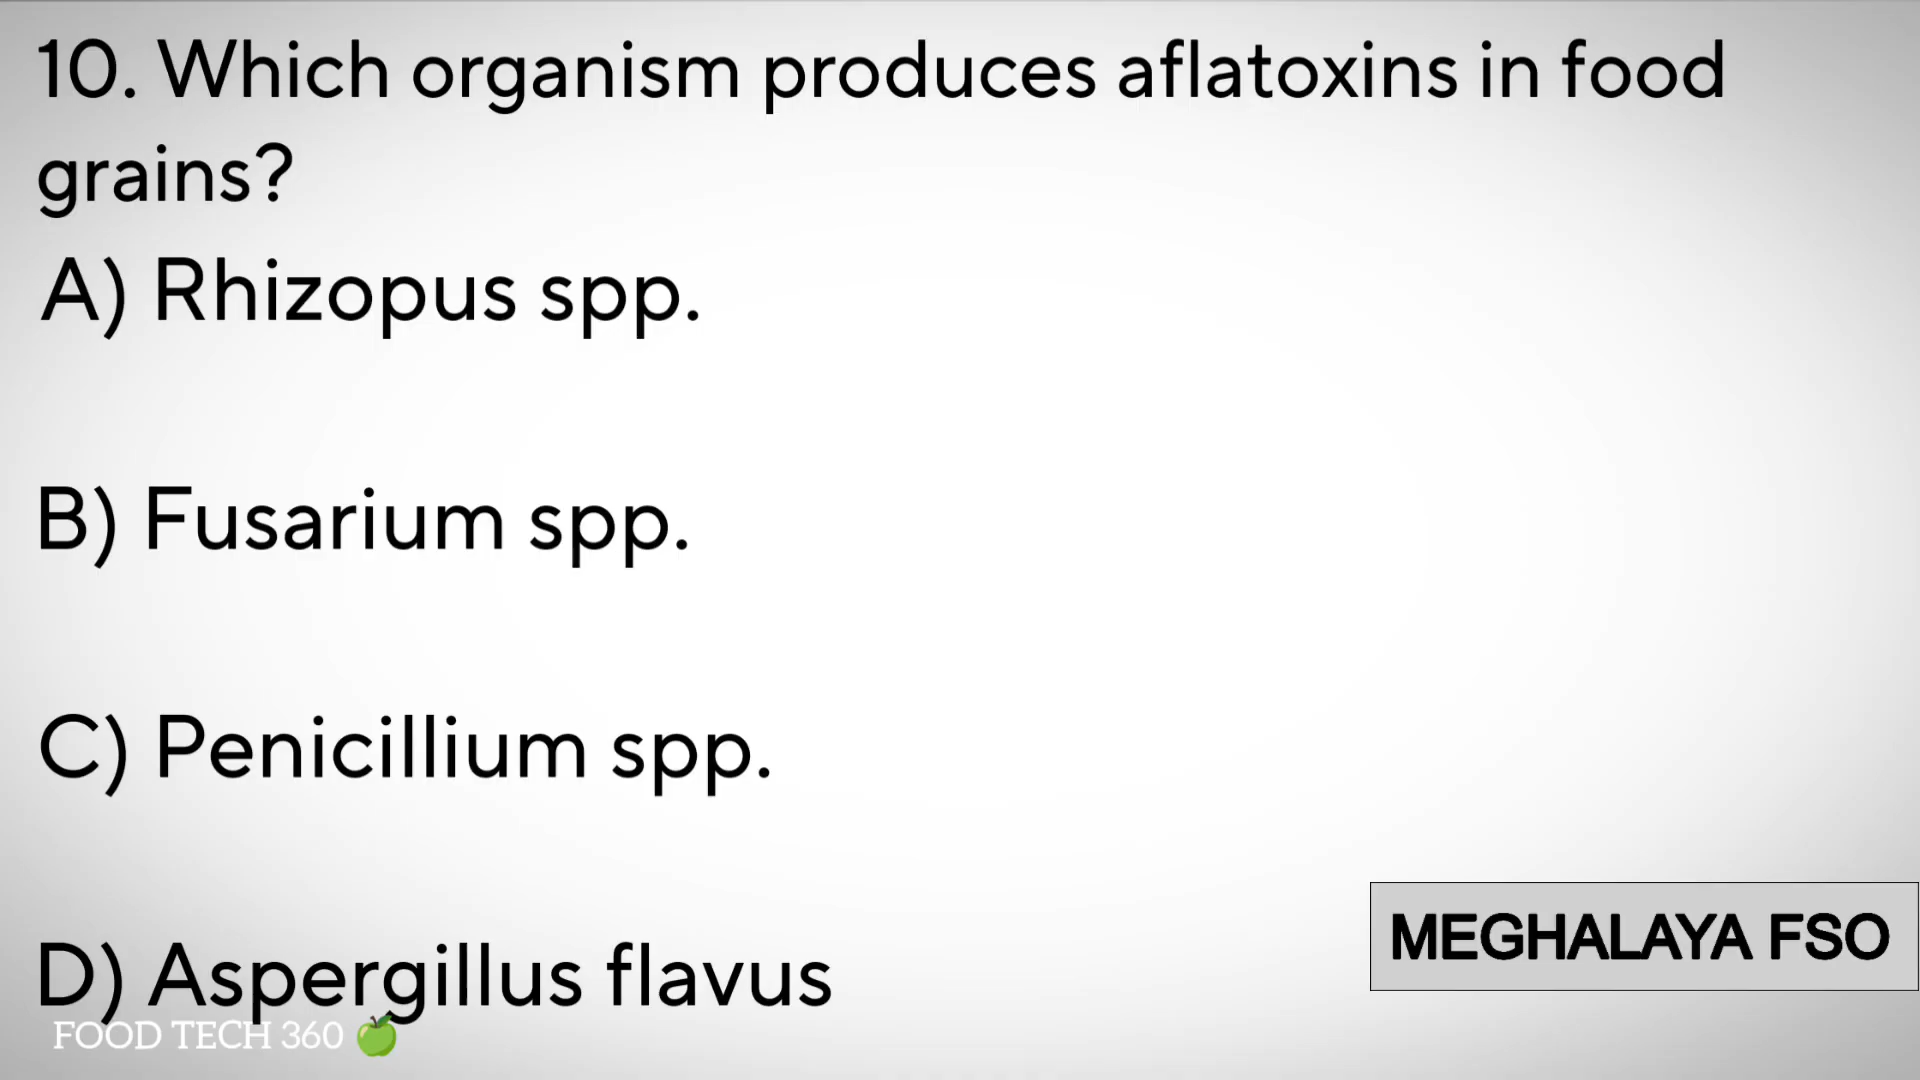 10. Which organism produces aflatoxins in food
grains?
A) Rhizopus spp.
B) Fusarium spp.
C) Penicillium spp.
D) Aspergillus flavus
MEGHALAYA FSO
FOOD TECH 360 🍏